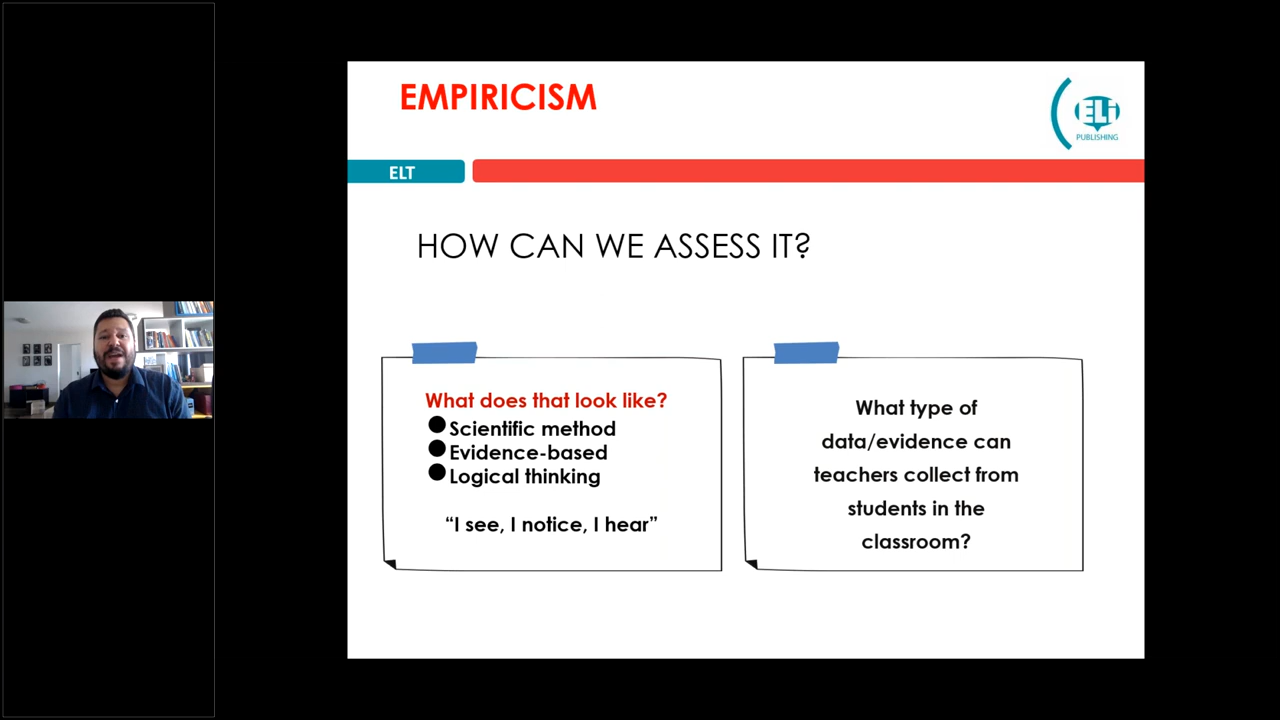 EMPIRICISM
ELi
PUBLISHING
ELT
HOW CAN WE ASSESS IT?
What does that look like?
● Scientific method
● Evidence-based
● Logical thinking
“I see, I notice, I hear”
What type of
data/evidence can
teachers collect from
students in the
classroom?